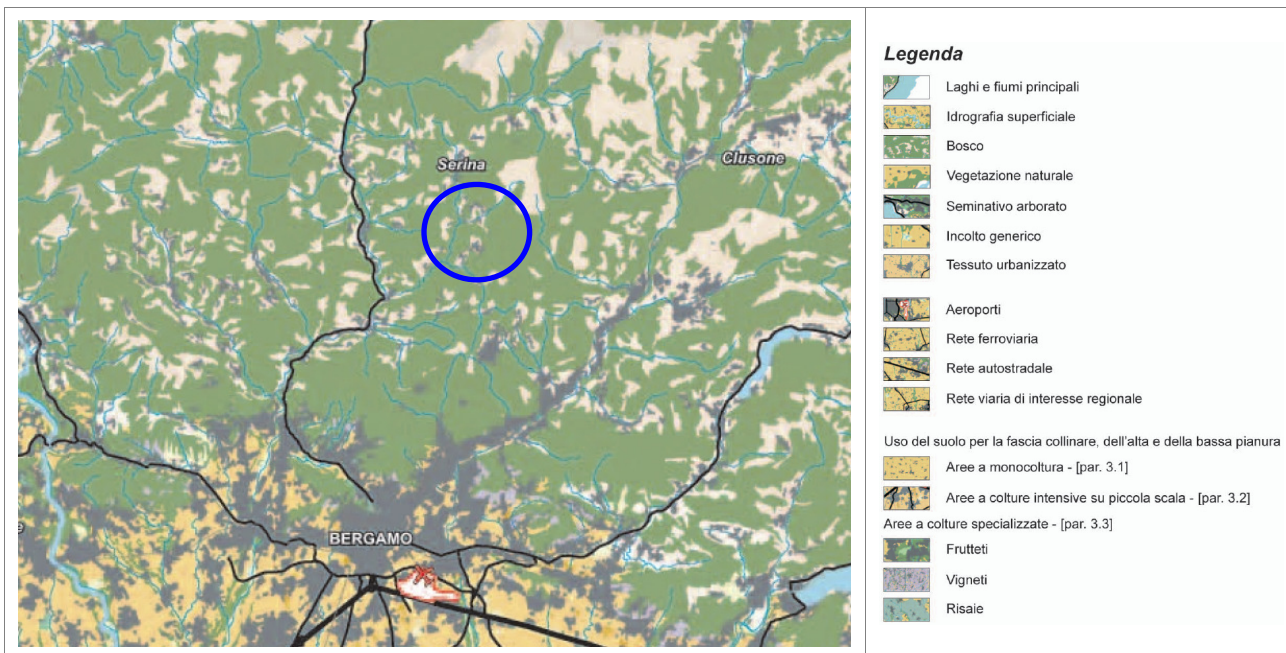 Serina
Clusone
BERGAMO
e
Legenda
Laghi e fiumi principali
Idrografia superficiale
Bosco
Vegetazione naturale
Seminativo arborato
Incolto generico
Tessuto urbanizzato
Aeroporti
Rete ferroviaria
Rete autostradale
Rete viaria di interesse regionale
Uso del suolo per la fascia collinare, dell'alta e della bassa pianura
Aree a monocoltura - [par. 3.1]
Aree a colture intensive su piccola scala - [par. 3.2]
Aree a colture specializzate - [par. 3.3]
Frutteti
Vigneti
Risaie